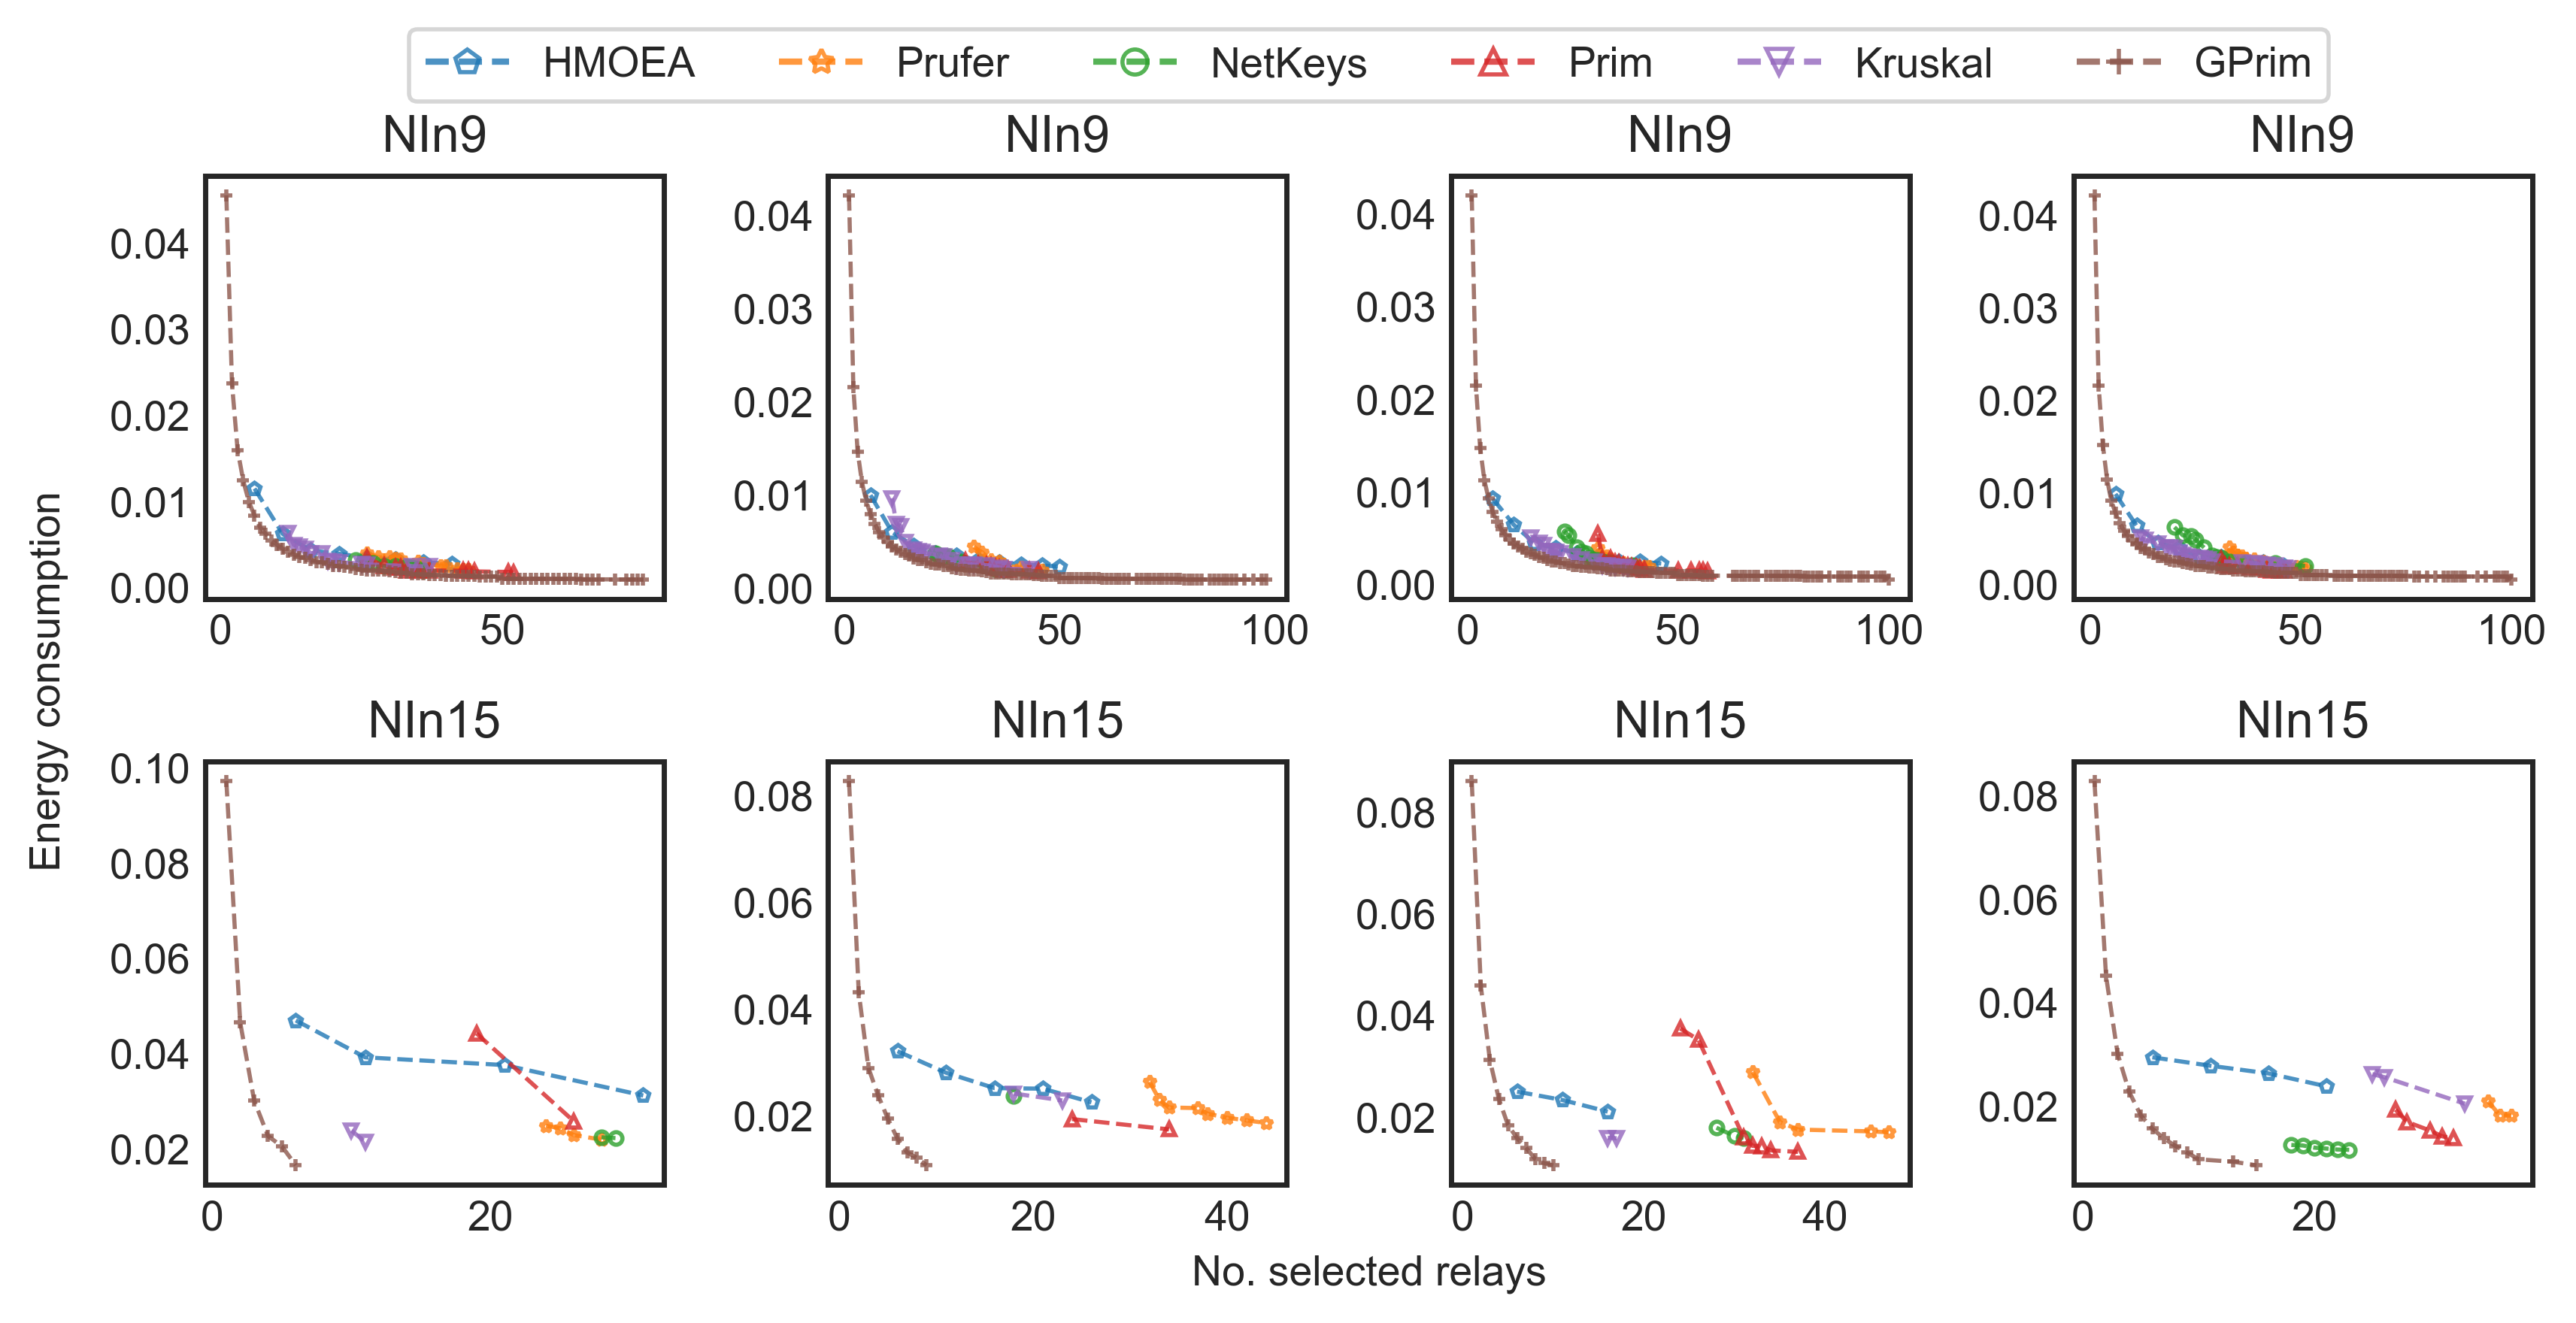 HMOEA Prufer NetKeys Prim Kruskal GPrim
NIn9 NIn9 NIn9 NIn9
0.04 0.03 0.02 0.01 0.00
0 50
0.04 0.03 0.02 0.01 0.00
0 50 100
0.04 0.03 0.02 0.01 0.00
0 50 100
0.04 0.03 0.02 0.01 0.00
0 50 100
Energy consumption
NIn15 NIn15 NIn15 NIn15
0.10 0.08 0.06 0.04 0.02
0 20
0.08 0.06 0.04 0.02
0 20 40
0.08 0.06 0.04 0.02
0 20 40
0.08 0.06 0.04 0.02
0 20
No. selected relays